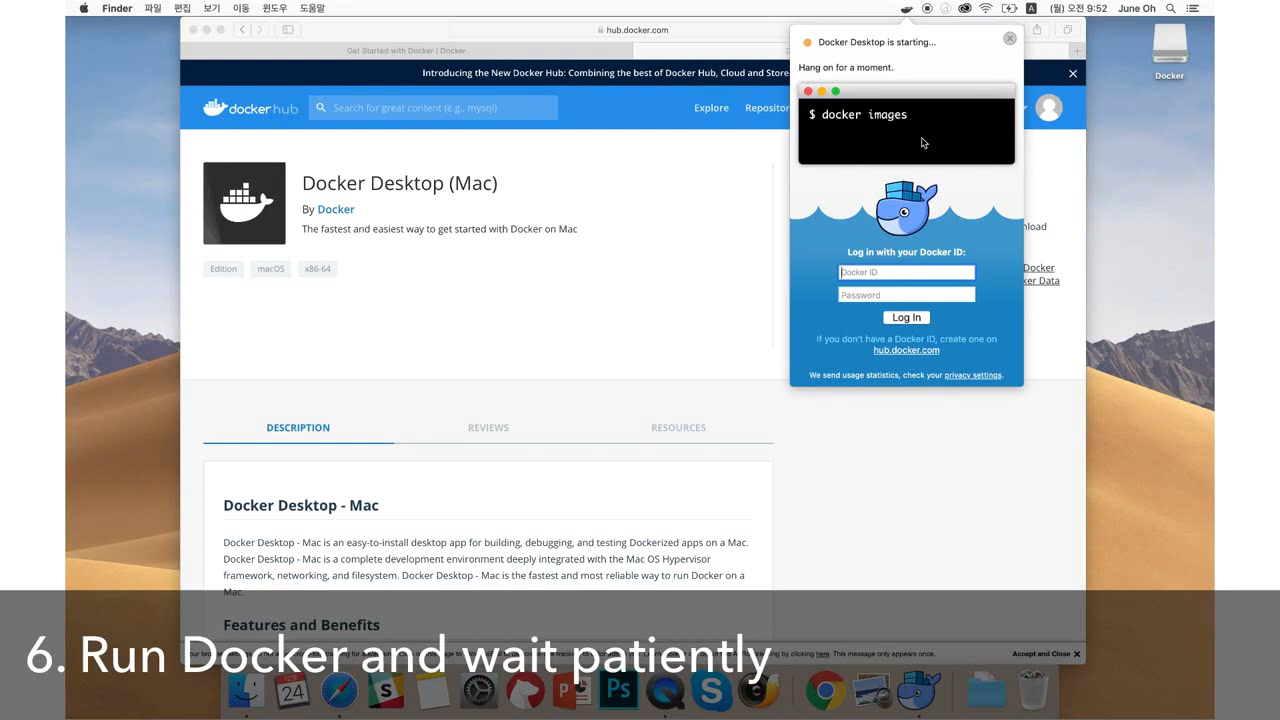 Finder 파일 편집 보기 이동 윈도우 도움말
A (월) 오전 9:52 June Oh
hub.docker.com
Get Started with Docker | Docker
Introducing the New Docker Hub: Combining the best of Docker Hub, Cloud and Store
dockerhub
Search for great content (e.g., mysql)
Explore
Docker Desktop (Mac)
By Docker
The fastest and easiest way to get started with Docker on Mac
Edition macOS x86-64
Docker Desktop is starting...
Hang on for a moment.
$ docker images
Log in with your Docker ID:
Docker ID
Password
Log In
If you don't have a Docker ID, create one on
hub.docker.com
We send usage statistics, check your privacy settings.
Docker
Docker
DESCRIPTION REVIEWS RESOURCES
Docker Desktop - Mac
Docker Desktop - Mac is an easy-to-install desktop app for building, debugging, and testing Dockerized apps on a Mac.
Docker Desktop - Mac is a complete development environment deeply integrated with the Mac OS Hypervisor
framework, networking, and filesystem. Docker Desktop - Mac is the fastest and most reliable way to run Docker on a
Mac.
Features and Benefits
here. This message only appears once.
Accept and Close
6. Run Docker and wait patiently
24